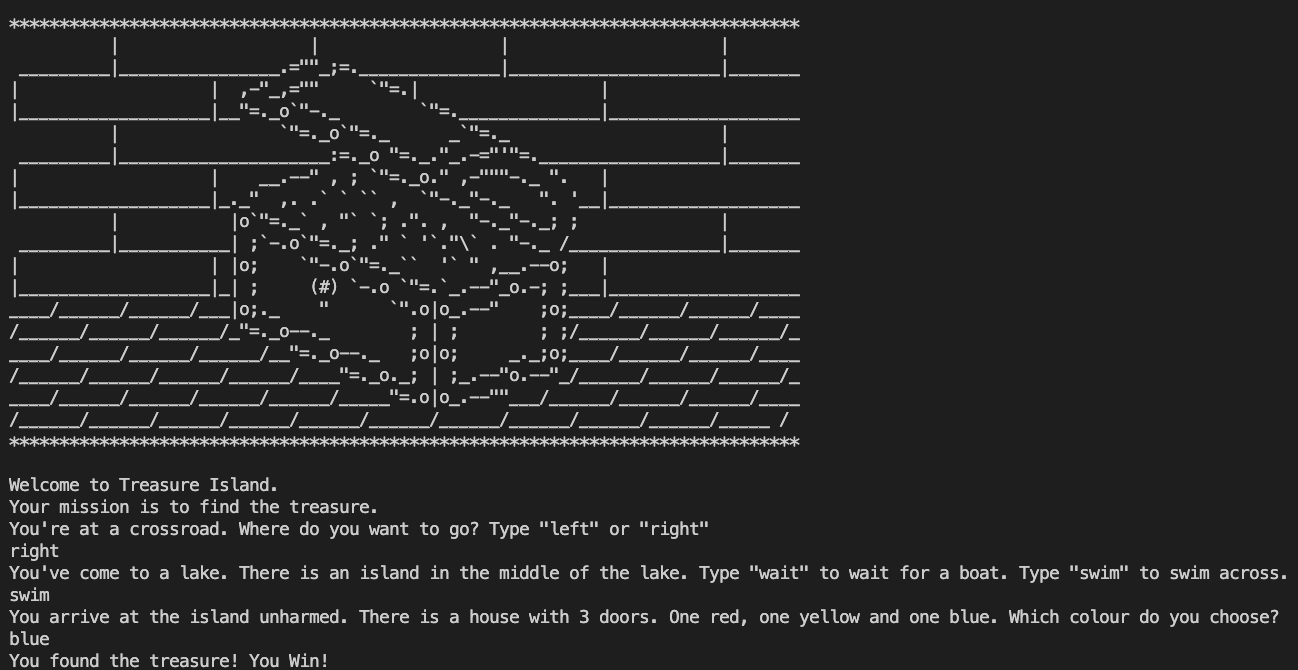 Welcome to Treasure Island.
Your mission is to find the treasure.
You're at a crossroad. Where do you want to go? Type "left" or "right"
right
You've come to a lake. There is an island in the middle of the lake. Type "wait" to wait for a boat. Type "swim" to swim across.
swim
You arrive at the island unharmed. There is a house with 3 doors. One red, one yellow and one blue. Which colour do you choose?
blue
You found the treasure! You Win!